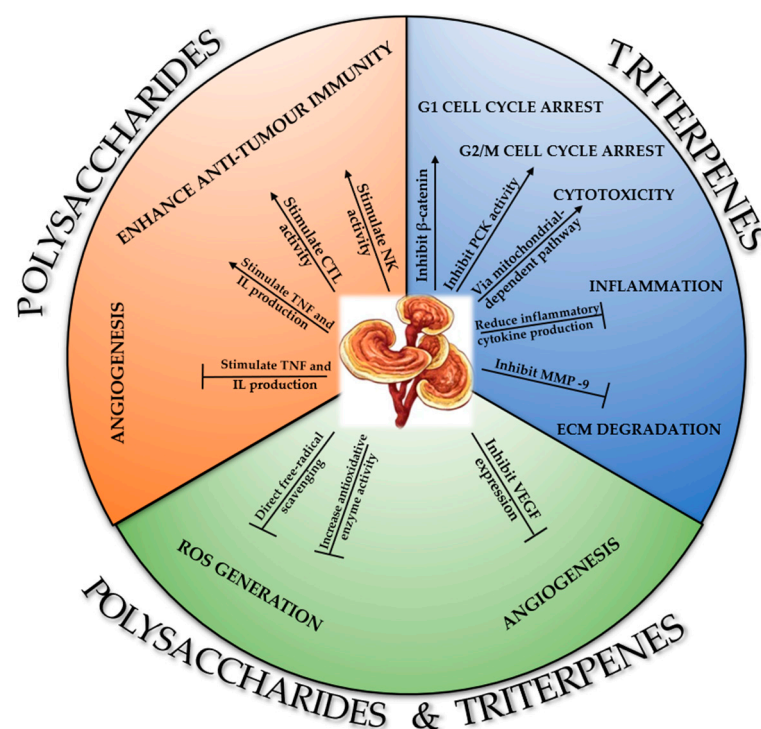 POLYSACCHARIDES
ENHANCE ANTI-TUMOUR IMMUNITY
Stimulate NK
activity
Stimulate CTL
activity
Stimulate TNF and
IL production
ANGIOGENESIS
Stimulate TNF and
IL production
TRITERPENES
G1 CELL CYCLE ARREST
Inhibit β-catenin
G2/M CELL CYCLE ARREST
Inhibit PCK activity
CYTOTOXICITY
Via mitochondrial-
dependent pathway
INFLAMMATION
Reduce inflammatory
cytokine production
Inhibit MMP -9
ECM DEGRADATION
Direct free-radical
scavenging
Increase antioxidative
enzyme activity
ROS GENERATION
Inhibit VEGF
expression
ANGIOGENESIS
POLYSACCHARIDES & TRITERPENES